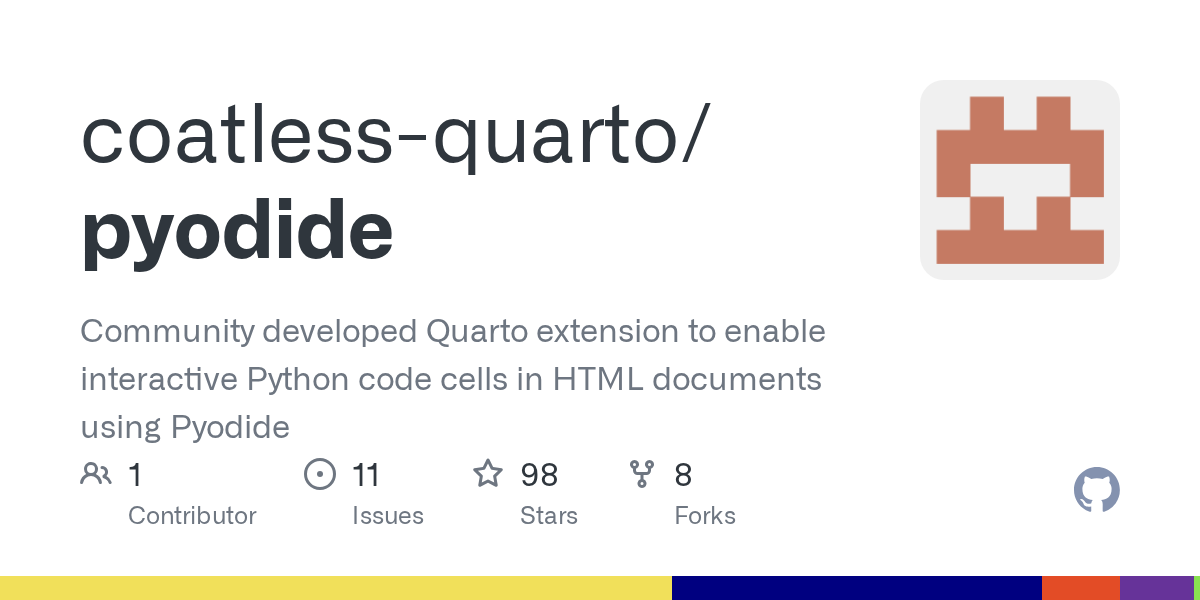 coatless-quarto/
pyodide
Community developed Quarto extension to enable
interactive Python code cells in HTML documents
using Pyodide
1 11 98 8
Contributor Issues Stars Forks